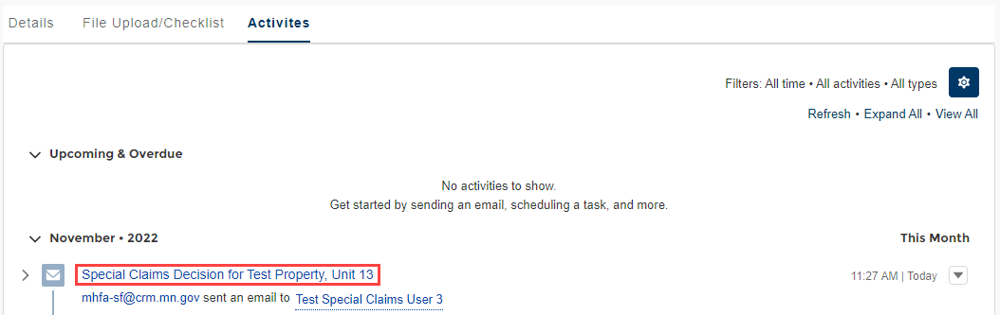 Details File Upload/Checklist Activites
Filters: All time • All activities • All types
Refresh • Expand All • View All
Upcoming & Overdue
No activities to show.
Get started by sending an email, scheduling a task, and more.
November • 2022 This Month
Special Claims Decision for Test Property, Unit 13 11:27 AM | Today
mhfa-sf@crm.mn.gov sent an email to Test Special Claims User 3